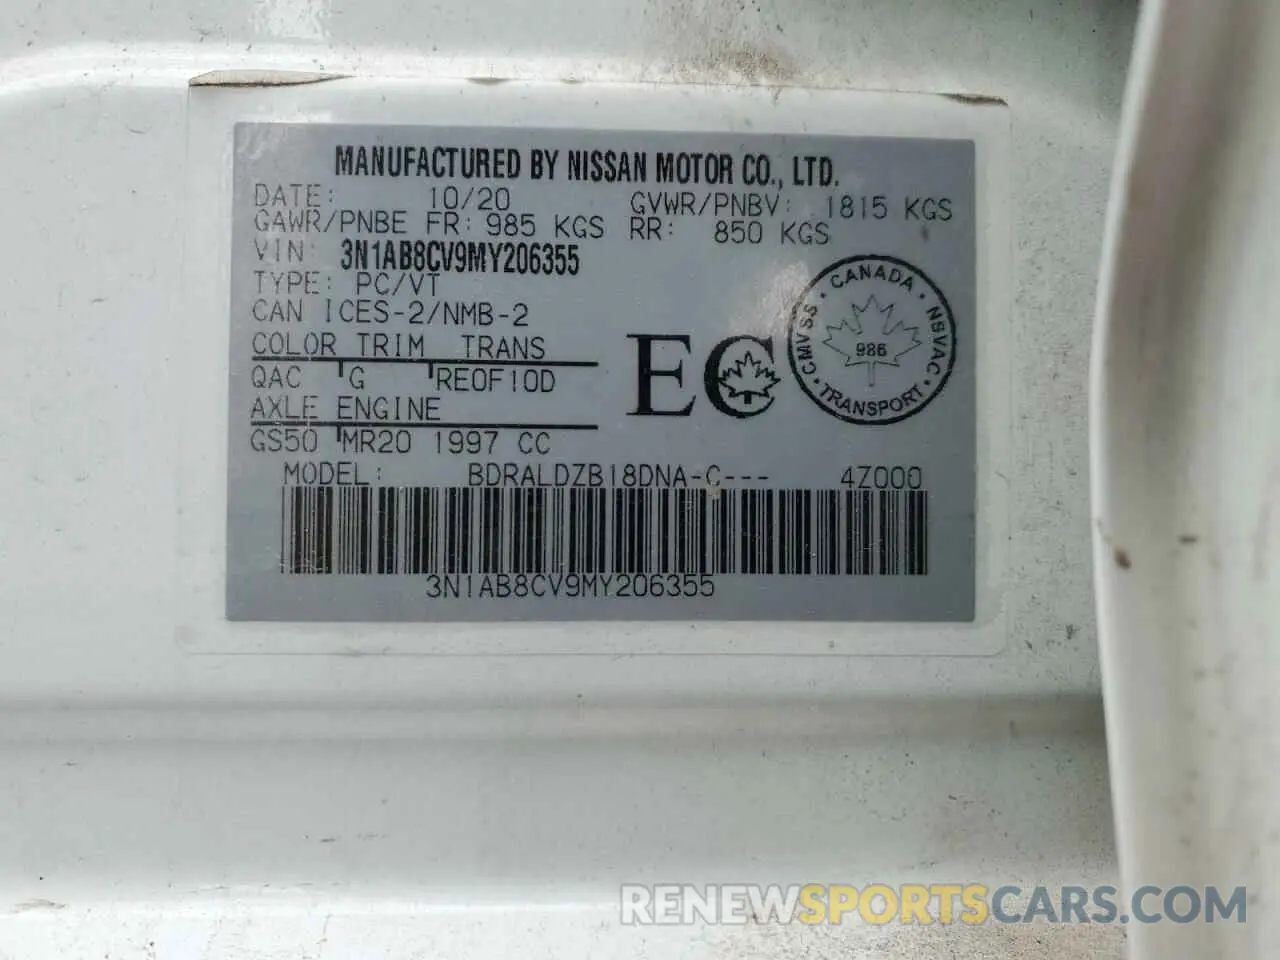 MANUFACTURED BY NISSAN MOTOR CO., LTD.
DATE: 10/20 GVWR/PNBV: 1815 KGS
GAWR/PNBE FR: 985 KGS RR: 850 KGS
VIN: 3N1AB8CV9MY206355
TYPE: PC/VT
CAN ICES-2/NMB-2
COLOR TRIM TRANS
QAC G RE0F10D
AXLE ENGINE
GS50 MR20 1997 CC
EC
CANADA · NSVAC · TRANSPORT · CMVSS ·
986
MODEL: BDRALDZB18DNA-C--- 4Z000
3N1AB8CV9MY206355
RENEWSPORTSCARS.COM